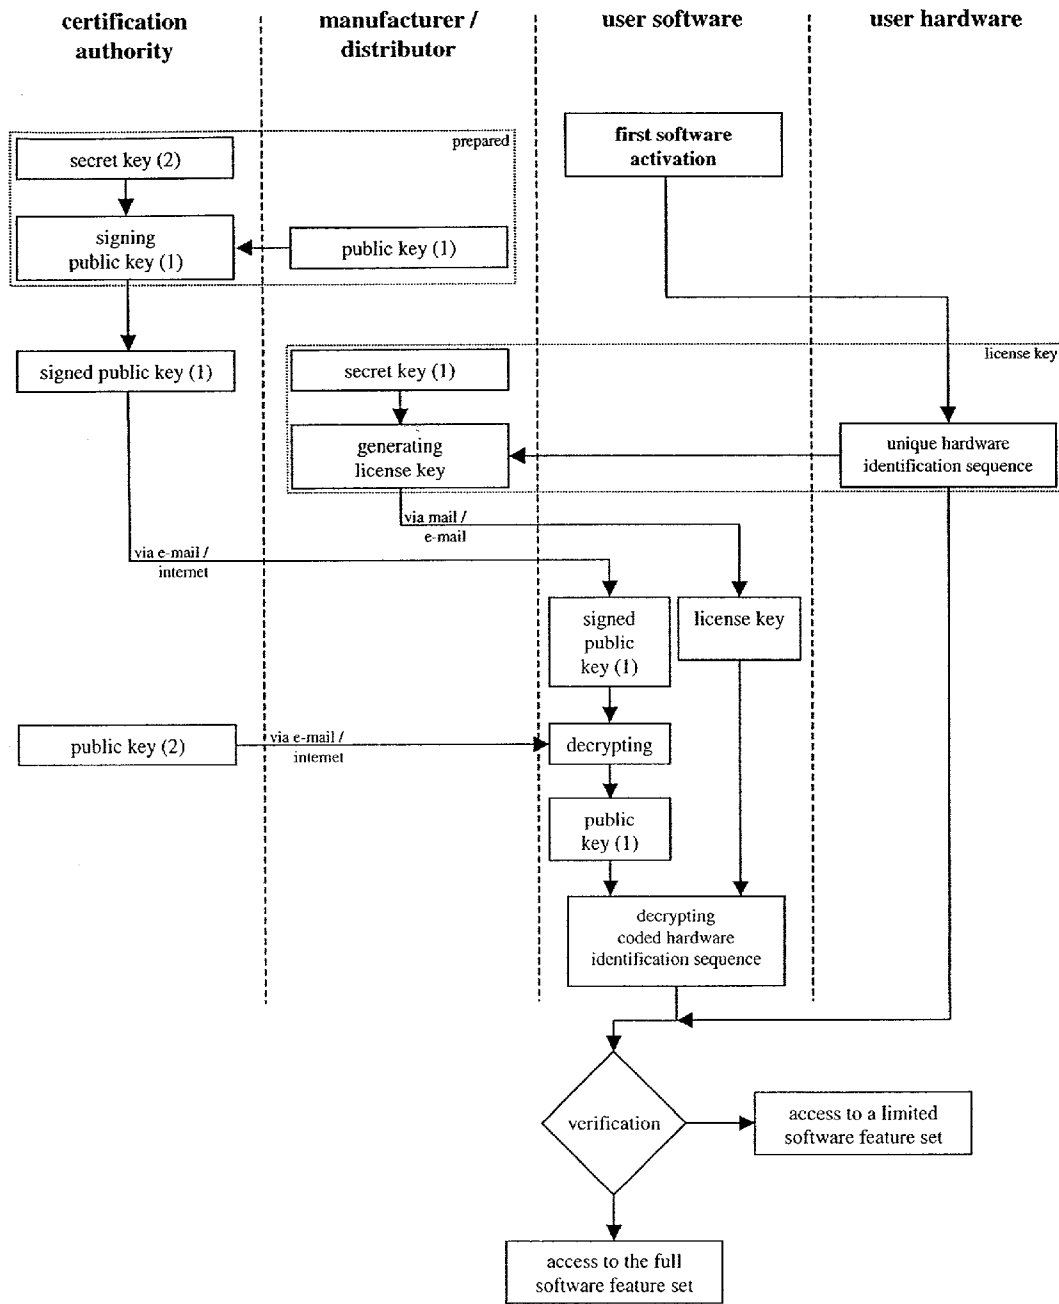 certification
authority
manufacturer /
distributor
user software
user hardware
prepared
first software
activation
secret key (2)
signing
public key (1)
public key (1)
signed public key (1)
license key
secret key (1)
generating
license key
unique hardware
identification sequence
via mail /
e-mail
via e-mail /
internet
signed
public
key (1)
license key
public key (2)
via e-mail /
internet
decrypting
public
key (1)
decrypting
coded hardware
identification sequence
verification
access to a limited
software feature set
access to the full
software feature set